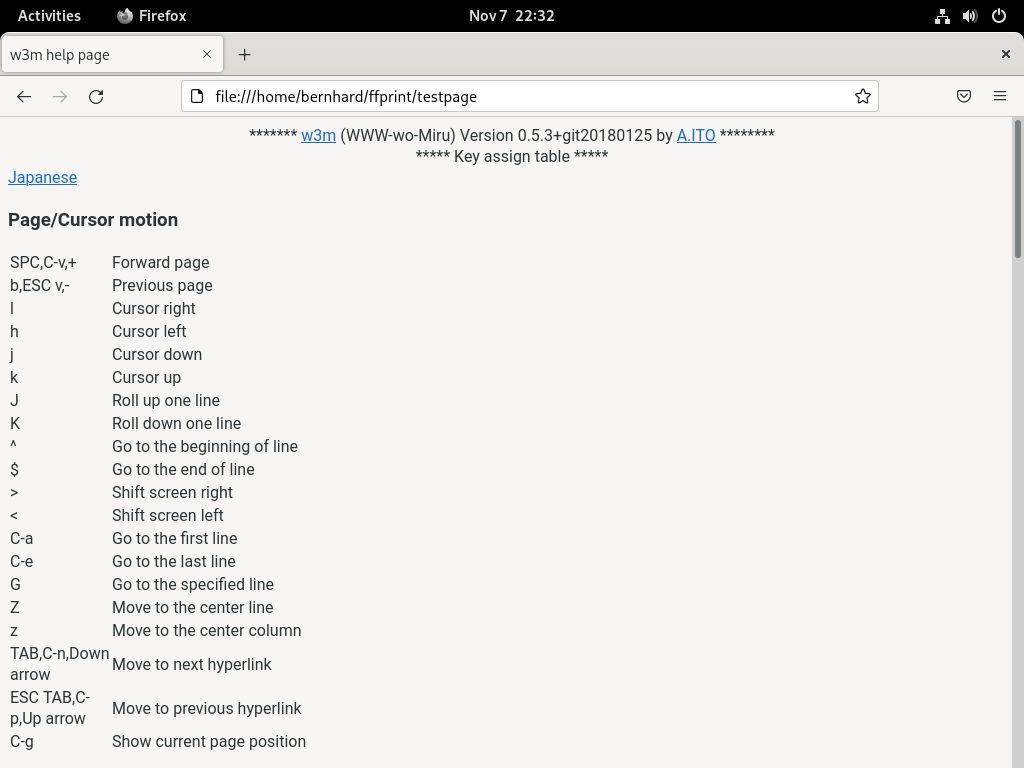 Activities Firefox Nov 7 22:32
w3m help page
file:///home/bernhard/ffprint/testpage
******* w3m (WWW-wo-Miru) Version 0.5.3+git20180125 by A.ITO ********
***** Key assign table *****
Japanese
Page/Cursor motion
SPC,C-v,+ Forward page
b,ESC v,- Previous page
l Cursor right
h Cursor left
j Cursor down
k Cursor up
J Roll up one line
K Roll down one line
^ Go to the beginning of line
$ Go to the end of line
> Shift screen right
< Shift screen left
C-a Go to the first line
C-e Go to the last line
G Go to the specified line
Z Move to the center line
z Move to the center column
TAB,C-n,Down
arrow
Move to next hyperlink
ESC TAB,C-
p,Up arrow
Move to previous hyperlink
C-g Show current page position